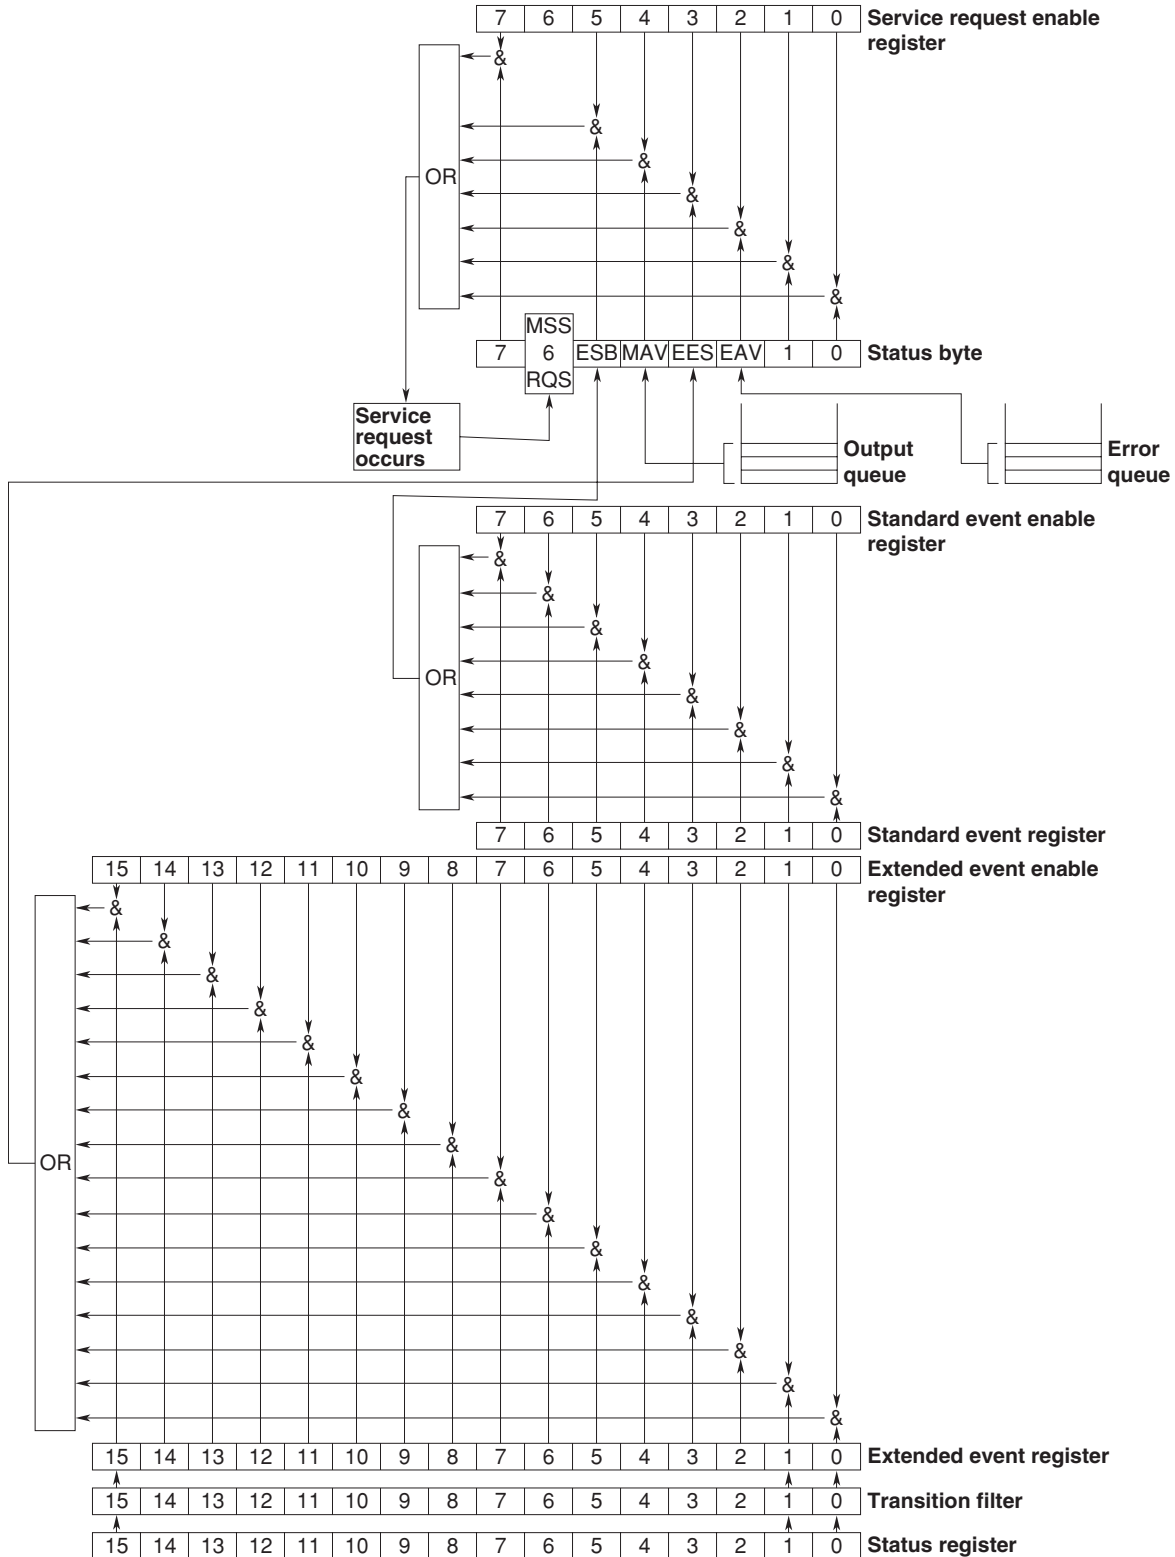 7 6 5 4 3 2 1 0 Service request enable
register
&
&
&
OR
&
&
&
&
MSS
7 6 ESB MAV EES EAV 1 0 Status byte
RQS
Service
request
occurs
Output
queue
Error
queue
7 6 5 4 3 2 1 0 Standard event enable
register
&
&
&
&
OR
&
&
&
&
7 6 5 4 3 2 1 0 Standard event register
15 14 13 12 11 10 9 8 7 6 5 4 3 2 1 0 Extended event enable
register
&
&
&
&
&
&
&
&
OR
&
&
&
&
&
&
&
&
15 14 13 12 11 10 9 8 7 6 5 4 3 2 1 0 Extended event register
15 14 13 12 11 10 9 8 7 6 5 4 3 2 1 0 Transition filter
15 14 13 12 11 10 9 8 7 6 5 4 3 2 1 0 Status register